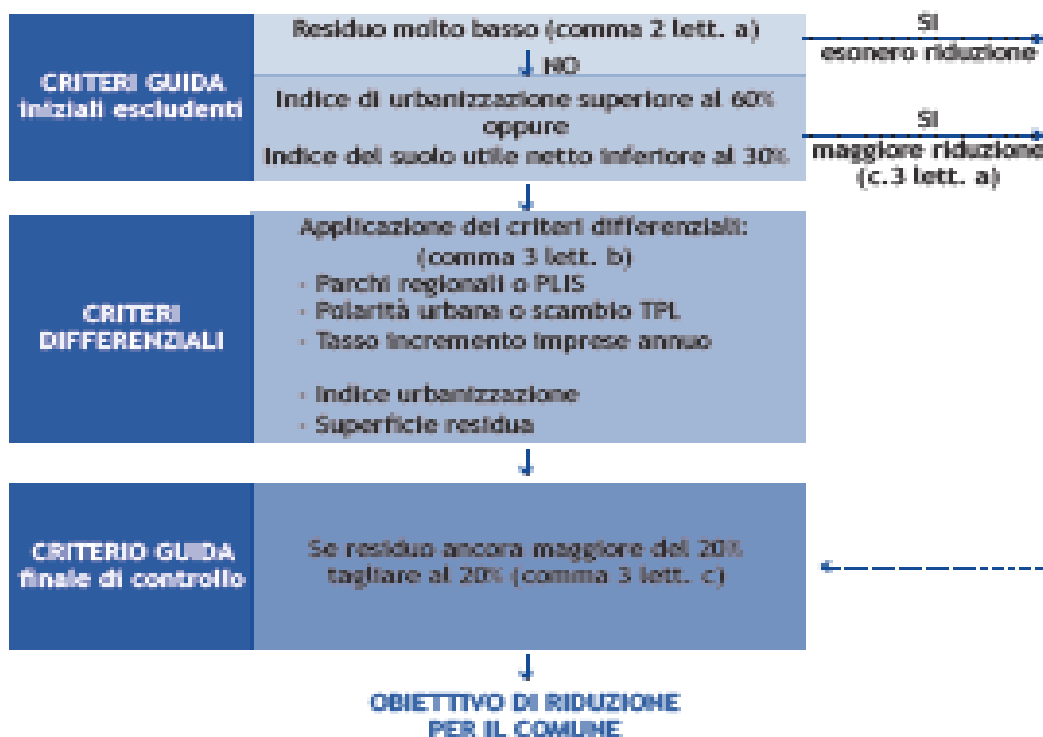 CRITERI GUIDA
iniziali escludenti
Residuo molto basso (comma 2 lett. a)
NO
SI
esonero riduzione
Indice di urbanizzazione superiore al 60%
oppure
Indice del suolo utile netto inferiore al 30%
SI
maggiore riduzione
(c.3 lett. a)
CRITERI
DIFFERENZIALI
Applicazione dei criteri differenziali:
(comma 3 lett. b)
· Parchi regionali o PLIS
· Polarità urbana o scambio TPL
· Tasso incremento imprese annuo
· Indice urbanizzazione
· Superficie residua
CRITERIO GUIDA
finale di controllo
Se residuo ancora maggiore del 20%
tagliare al 20% (comma 3 lett. c)
OBIETTIVO DI RIDUZIONE
PER IL COMUNE